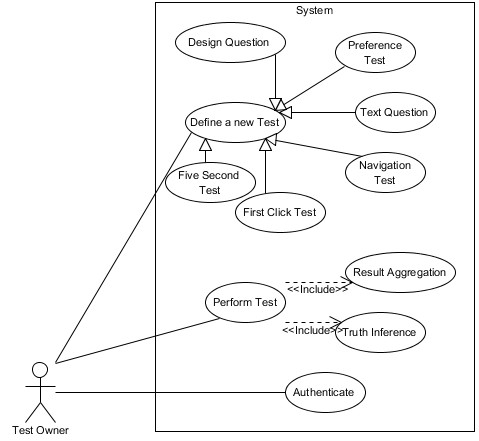 System
Design Question
Preference
Test
Define a new Test
Text Question
Five Second
Test
Navigation
Test
First Click Test
Result Aggregation
<<Include>>
Perform Test
<<Include>>
Truth Inference
Authenticate
Test Owner